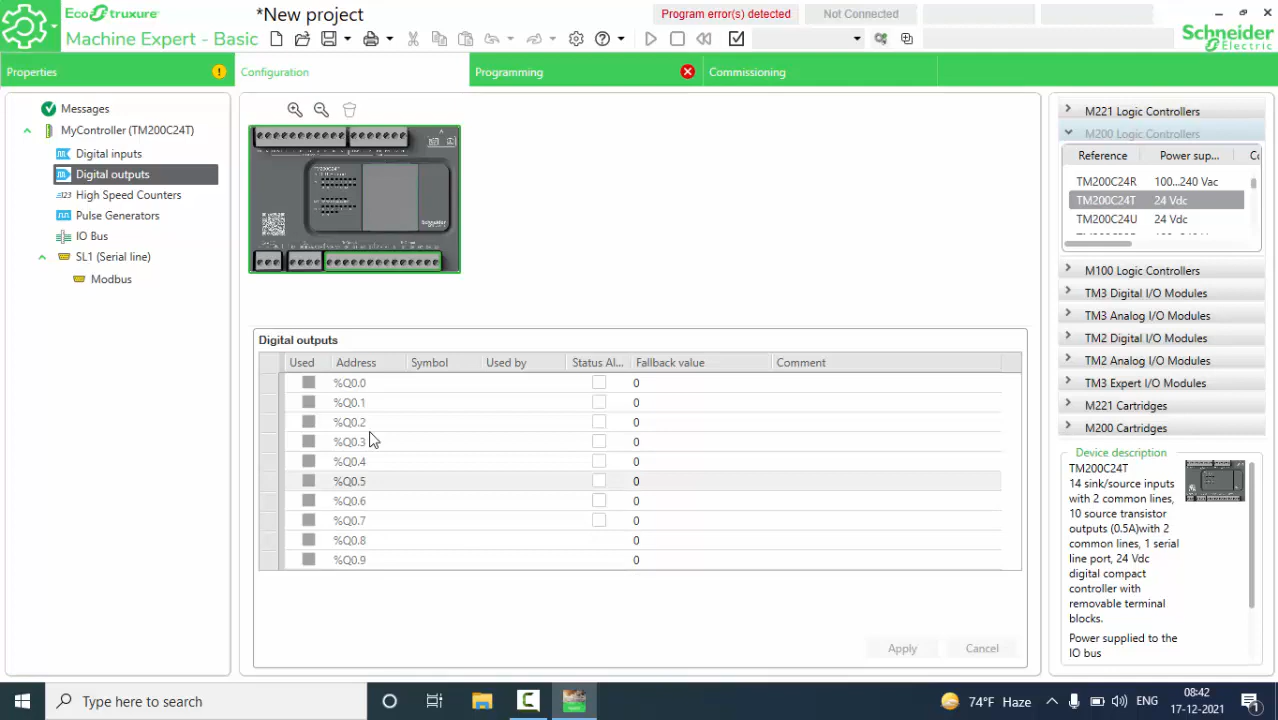 EcoStruxure
Machine Expert - Basic
*New project
Program error(s) detected
Not Connected
Schneider
Electric
Properties
Configuration
Programming
Commissioning
Messages
MyController (TM200C24T)
Digital inputs
Digital outputs
High Speed Counters
Pulse Generators
IO Bus
SL1 (Serial line)
Modbus
Digital outputs
Used Address Symbol Used by Status Al... Fallback value Comment
%Q0.0 0
%Q0.1 0
%Q0.2 0
%Q0.3 0
%Q0.4 0
%Q0.5 0
%Q0.6 0
%Q0.7 0
%Q0.8 0
%Q0.9 0
Apply Cancel
M221 Logic Controllers
M200 Logic Controllers
Reference Power sup...
TM200C24R 100...240 Vac
TM200C24T 24 Vdc
TM200C24U 24 Vdc
M100 Logic Controllers
TM3 Digital I/O Modules
TM3 Analog I/O Modules
TM2 Digital I/O Modules
TM2 Analog I/O Modules
TM3 Expert I/O Modules
M221 Cartridges
M200 Cartridges
Device description
TM200C24T
14 sink/source inputs
with 2 common lines,
10 source transistor
outputs (0.5A)with 2
common lines, 1 serial
line port, 24 Vdc
digital compact
controller with
removable terminal
blocks.
Power supplied to the
IO bus
Type here to search
74°F Haze
ENG
08:42
17-12-2021